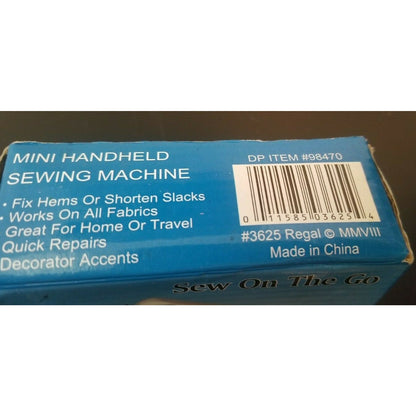 MINI HANDHELD
SEWING MACHINE
• Fix Hems Or Shorten Slacks
• Works On All Fabrics
Great For Home Or Travel
Quick Repairs
Decorator Accents
DP ITEM #98470
0 11585 03625 4
#3625 Regal © MMVIII
Made in China
Sew On The Go